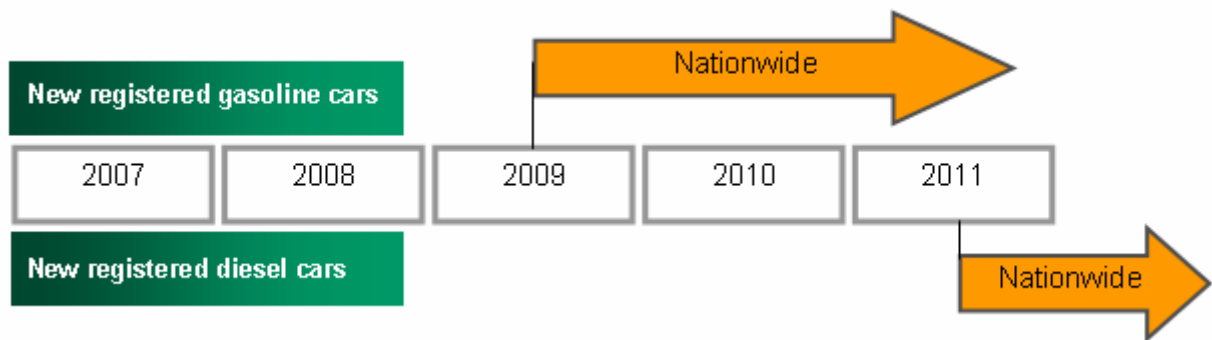 Nationwide
New registered gasoline cars
2007 2008 2009 2010 2011
New registered diesel cars
Nationwide